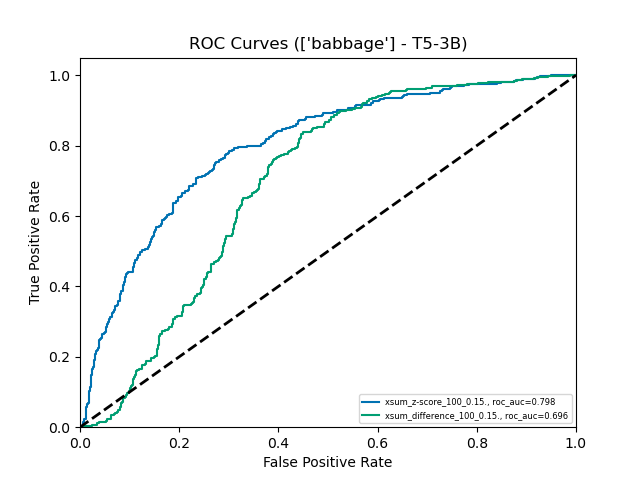 ROC Curves (['babbage'] - T5-3B)
True Positive Rate
1.0
0.8
0.6
0.4
0.2
0.0
xsum_z-score_100_0.15., roc_auc=0.798
xsum_difference_100_0.15., roc_auc=0.696
0.0 0.2 0.4 0.6 0.8 1.0
False Positive Rate